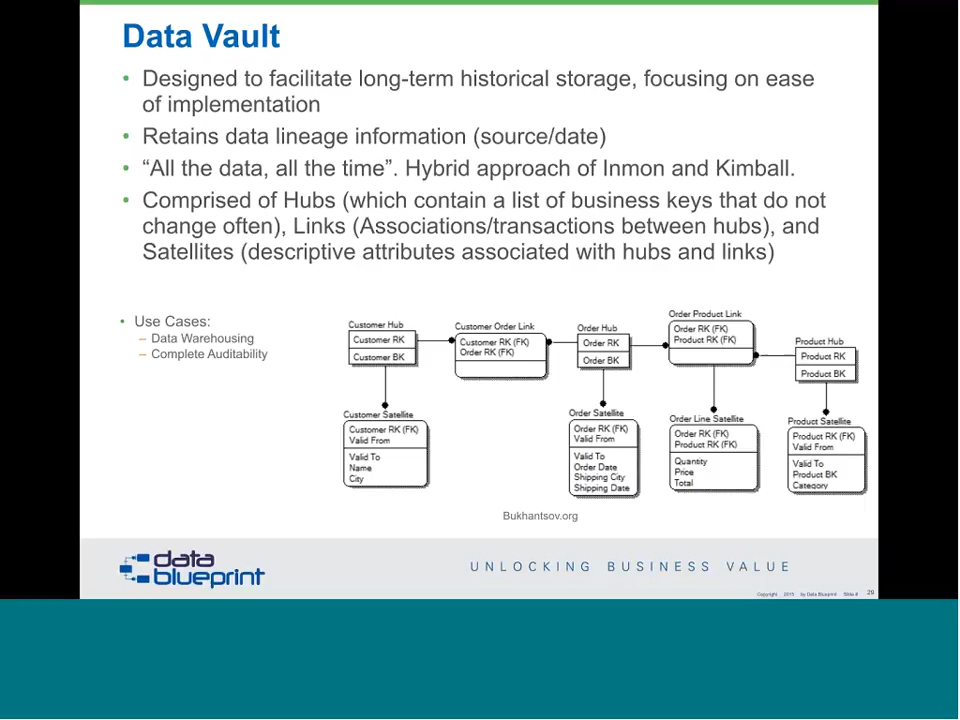 Data Vault
• Designed to facilitate long-term historical storage, focusing on ease
of implementation
• Retains data lineage information (source/date)
• “All the data, all the time”. Hybrid approach of Inmon and Kimball.
• Comprised of Hubs (which contain a list of business keys that do not
change often), Links (Associations/transactions between hubs), and
Satellites (descriptive attributes associated with hubs and links)
• Use Cases:
– Data Warehousing
– Complete Auditability
Customer Hub
Customer RK
Customer BK
Customer Order Link
Customer RK (FK)
Order RK (FK)
Order Hub
Order RK
Order BK
Order Product Link
Order RK (FK)
Product RK (FK)
Product Hub
Product RK
Product BK
Customer Satellite
Customer RK (FK)
Valid From
Valid To
Name
City
Order Satellite
Order RK (FK)
Valid From
Valid To
Order Date
Shipping City
Shipping Date
Order Line Satellite
Order RK (FK)
Product RK (FK)
Quantity
Price
Total
Product Satellite
Product RK (FK)
Valid From
Valid To
Product BK
Category
Bukhantsov.org
data
blueprint
UNLOCKING BUSINESS VALUE
Copyright 2015 by Data Blueprint Slide # 29